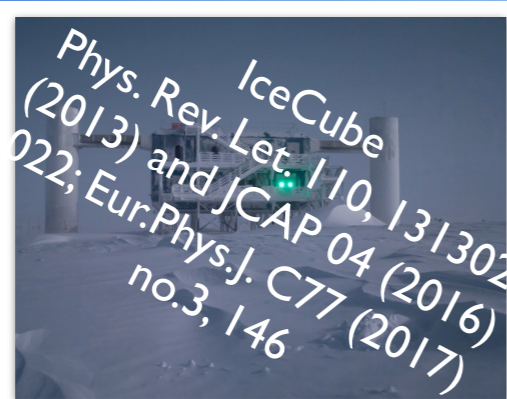 IceCube
Phys. Rev. Let. 110, 131302
(2013) and JCAP 04 (2016)
022; Eur.Phys.J. C77 (2017)
no.3, 146